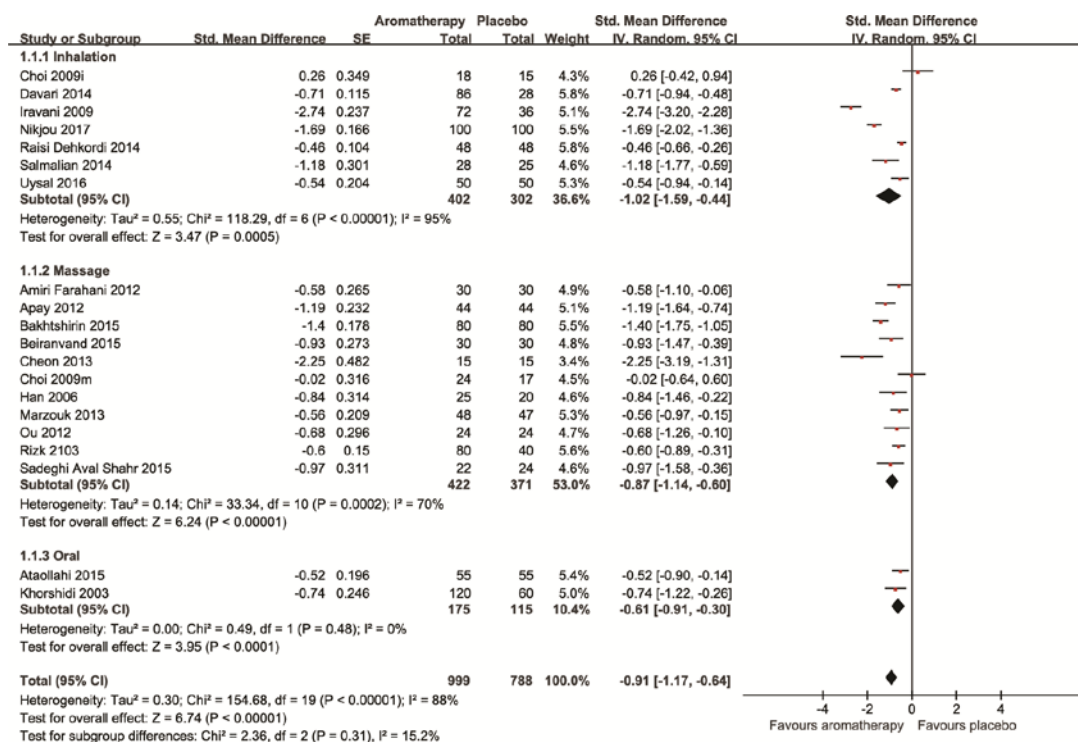 Aromatherapy Placebo Std. Mean Difference Std. Mean Difference
Study or Subgroup Std. Mean Difference SE Total Total Weight IV. Random. 95% CI IV. Random. 95% CI
1.1.1 Inhalation
Choi 2009i 0.26 0.349 18 15 4.3% 0.26 [-0.42, 0.94]
Davari 2014 -0.71 0.115 86 28 5.8% -0.71 [-0.94, -0.48]
Iravani 2009 -2.74 0.237 72 36 5.1% -2.74 [-3.20, -2.28]
Nikjou 2017 -1.69 0.166 100 100 5.5% -1.69 [-2.02, -1.36]
Raisi Dehkordi 2014 -0.46 0.104 48 48 5.8% -0.46 [-0.66, -0.26]
Salmalian 2014 -1.18 0.301 28 25 4.6% -1.18 [-1.77, -0.59]
Uysal 2016 -0.54 0.204 50 50 5.3% -0.54 [-0.94, -0.14]
Subtotal (95% CI) 402 302 36.6% -1.02 [-1.59, -0.44]
Heterogeneity: Tau² = 0.55; Chi² = 118.29, df = 6 (P < 0.00001); I² = 95%
Test for overall effect: Z = 3.47 (P = 0.0005)
1.1.2 Massage
Amiri Farahani 2012 -0.58 0.265 30 30 4.9% -0.58 [-1.10, -0.06]
Apay 2012 -1.19 0.232 44 44 5.1% -1.19 [-1.64, -0.74]
Bakhtshirin 2015 -1.4 0.178 80 80 5.5% -1.40 [-1.75, -1.05]
Beiranvand 2015 -0.93 0.273 30 30 4.8% -0.93 [-1.47, -0.39]
Cheon 2013 -2.25 0.482 15 15 3.4% -2.25 [-3.19, -1.31]
Choi 2009m -0.02 0.316 24 17 4.5% -0.02 [-0.64, 0.60]
Han 2006 -0.84 0.314 25 20 4.5% -0.84 [-1.46, -0.22]
Marzouk 2013 -0.56 0.209 48 47 5.3% -0.56 [-0.97, -0.15]
Ou 2012 -0.68 0.296 24 24 4.7% -0.68 [-1.26, -0.10]
Rizk 2103 -0.6 0.15 80 40 5.6% -0.60 [-0.89, -0.31]
Sadeghi Aval Shahr 2015 -0.97 0.311 22 24 4.6% -0.97 [-1.58, -0.36]
Subtotal (95% CI) 422 371 53.0% -0.87 [-1.14, -0.60]
Heterogeneity: Tau² = 0.14; Chi² = 33.34, df = 10 (P = 0.0002); I² = 70%
Test for overall effect: Z = 6.24 (P < 0.00001)
1.1.3 Oral
Ataollahi 2015 -0.52 0.196 55 55 5.4% -0.52 [-0.90, -0.14]
Khorshidi 2003 -0.74 0.246 120 60 5.0% -0.74 [-1.22, -0.26]
Subtotal (95% CI) 175 115 10.4% -0.61 [-0.91, -0.30]
Heterogeneity: Tau² = 0.00; Chi² = 0.49, df = 1 (P = 0.48); I² = 0%
Test for overall effect: Z = 3.95 (P < 0.0001)
Total (95% CI) 999 788 100.0% -0.91 [-1.17, -0.64]
Heterogeneity: Tau² = 0.30; Chi² = 154.68, df = 19 (P < 0.00001); I² = 88%
Test for overall effect: Z = 6.74 (P < 0.00001)
Test for subgroup differences: Chi² = 2.36, df = 2 (P = 0.31), I² = 15.2%
-4 -2 0 2 4
Favours aromatherapy Favours placebo